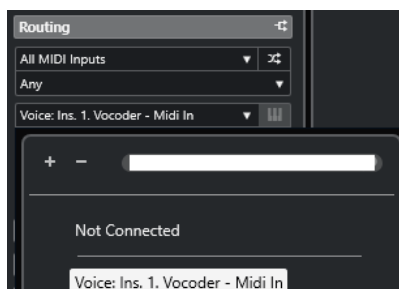 Routing
All MIDI Inputs
Any
Voice: Ins. 1. Vocoder - Midi In
+ −
Not Connected
Voice: Ins. 1. Vocoder - Midi In